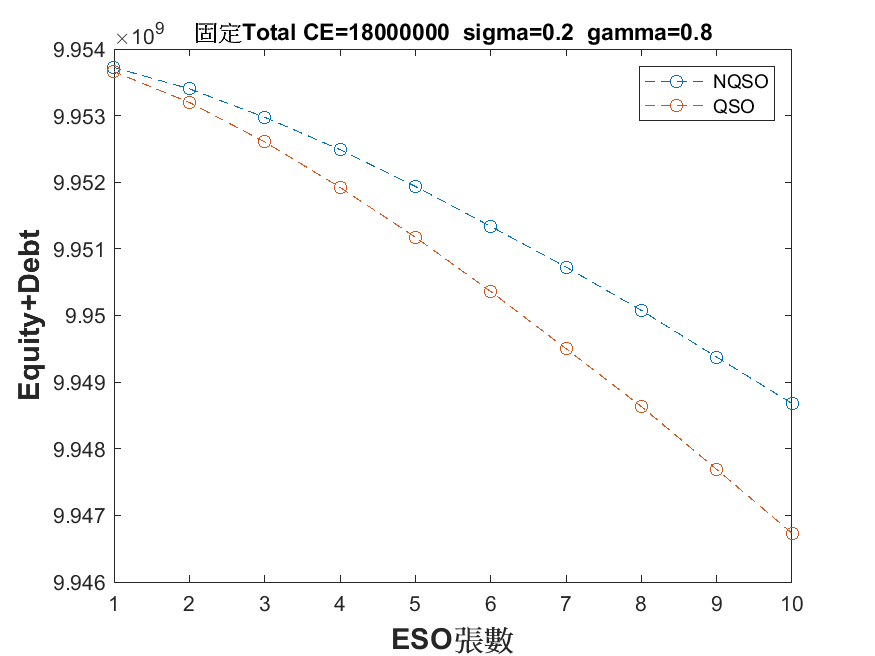 ×10⁹
固定Total CE=18000000 sigma=0.2 gamma=0.8
NQSO
QSO
9.954
9.953
9.952
9.951
9.95
9.949
9.948
9.947
9.946
Equity+Debt
1 2 3 4 5 6 7 8 9 10
ESO張數